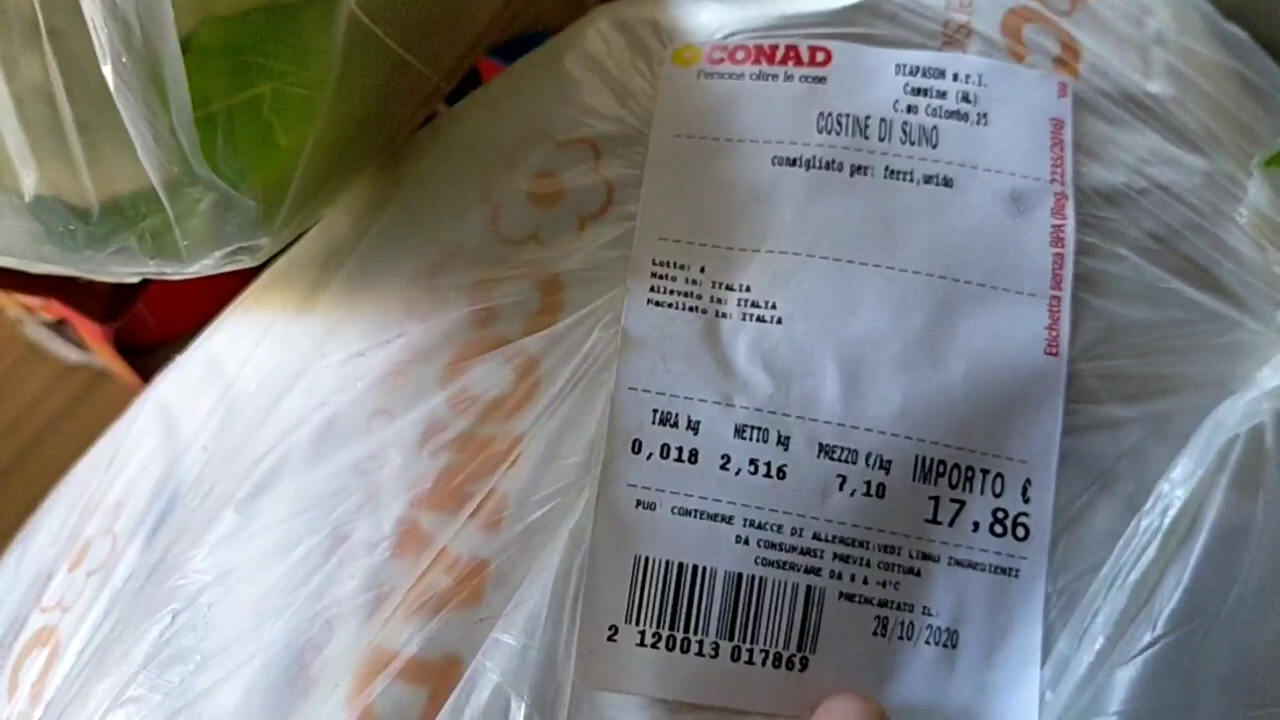 CONAD
Persone oltre le cose
DIAPASON s.r.l.
Cassine (AL)
C.so Colombo,25
COSTINE DI SUINO
consigliato per: ferri,umido
Lotto: 6
Nato in: ITALIA
Allevato in: ITALIA
Macellato in: ITALIA
Etichetta senza BPA (Reg. 2235/2016)
TARA kg NETTO kg PREZZO €/kg IMPORTO €
0,018 2,516 7,10 17,86
PUO' CONTENERE TRACCE DI ALLERGENI:VEDI LIBRO INGREDIENTI
DA CONSUMARSI PREVIA COTTURA
CONSERVARE DA 0 A +4°C
PREINCARTATO IL:
28/10/2020
2 120013 017869
CONAD